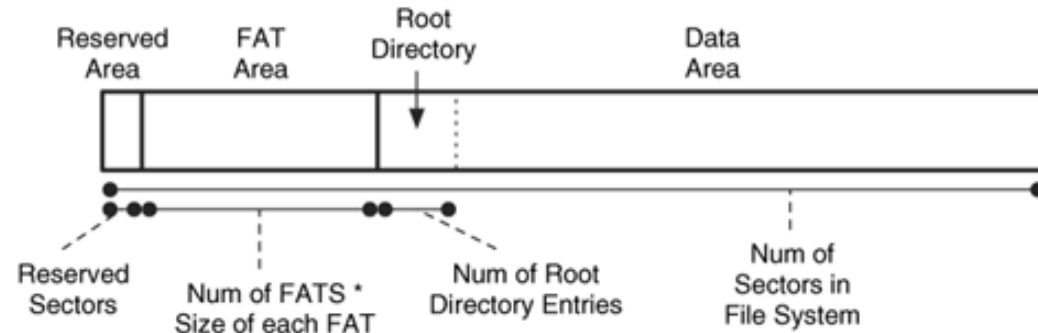 Reserved
Area
FAT
Area
Root
Directory
Data
Area
Reserved
Sectors
Num of FATS *
Size of each FAT
Num of Root
Directory Entries
Num of
Sectors in
File System